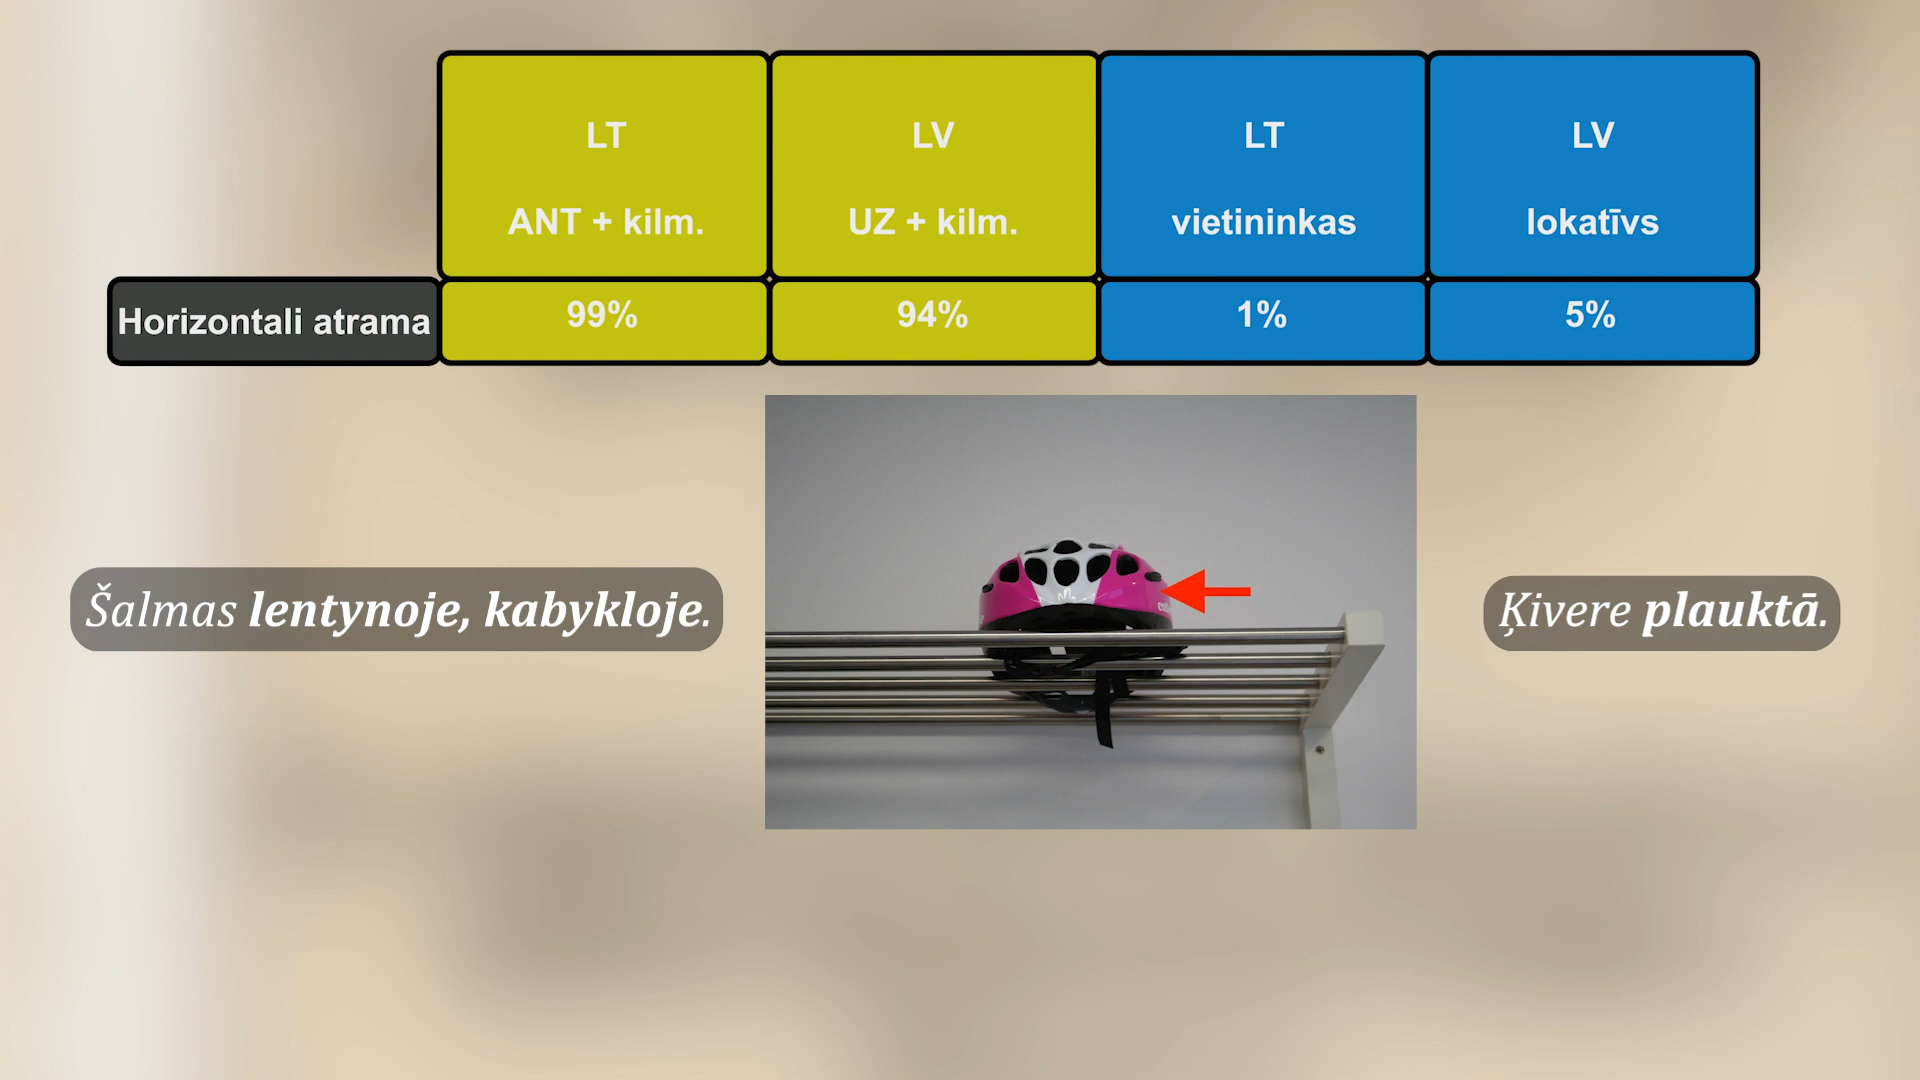 LT
ANT + kilm.
LV
UZ + kilm.
LT
vietininkas
LV
lokatīvs
Horizontali atrama
99%
94%
1%
5%
Šalmas lentynoje, kabykloje.
Ķivere plauktā.